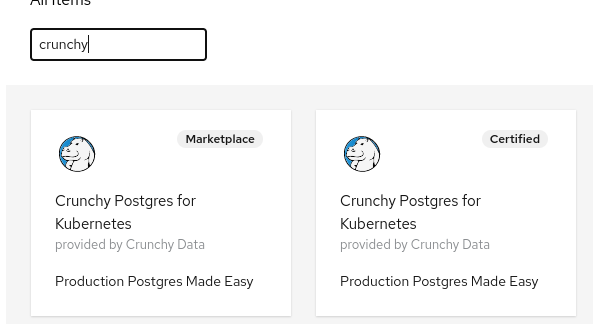 All Items
crunchy
Marketplace
Crunchy Postgres for
Kubernetes
provided by Crunchy Data
Production Postgres Made Easy
Certified
Crunchy Postgres for
Kubernetes
provided by Crunchy Data
Production Postgres Made Easy